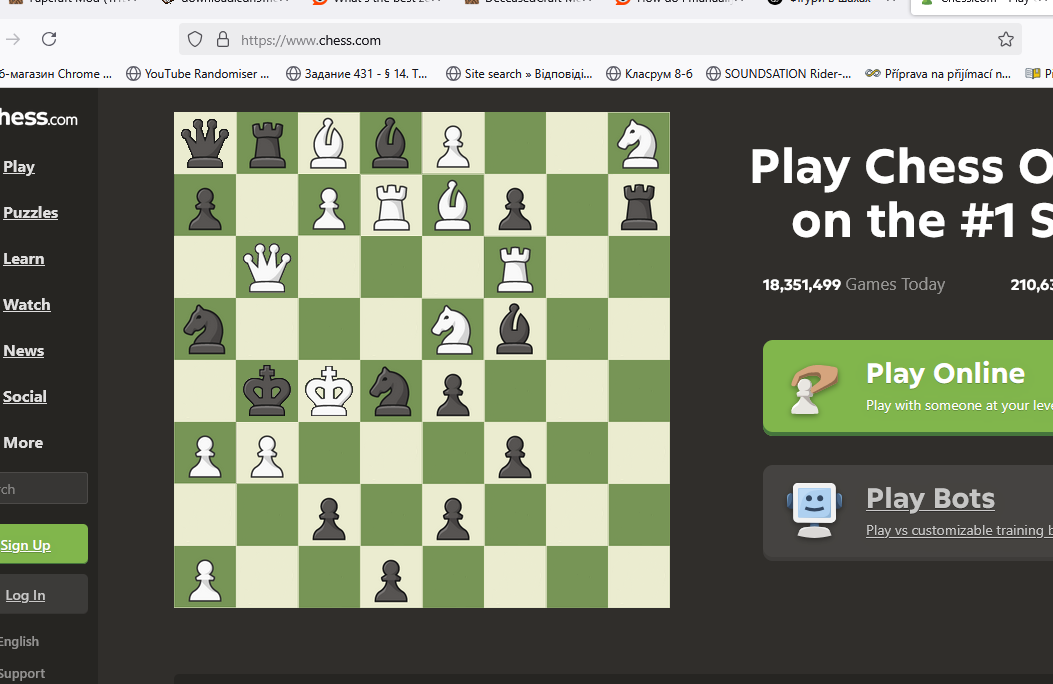 https://www.chess.com
б-магазин Chrome ... YouTube Randomiser ... Задание 431 - § 14. Т... Site search » Відповіді... Класрум 8-б SOUNDSATION Rider-... Příprava na přijímací n...
hess.com
Play
Puzzles
Learn
Watch
News
Social
More
rch
Sign Up
Log In
English
Support
Play Chess O
on the #1 S
18,351,499 Games Today 210,63
Play Online
Play with someone at your leve
Play Bots
Play vs customizable training b